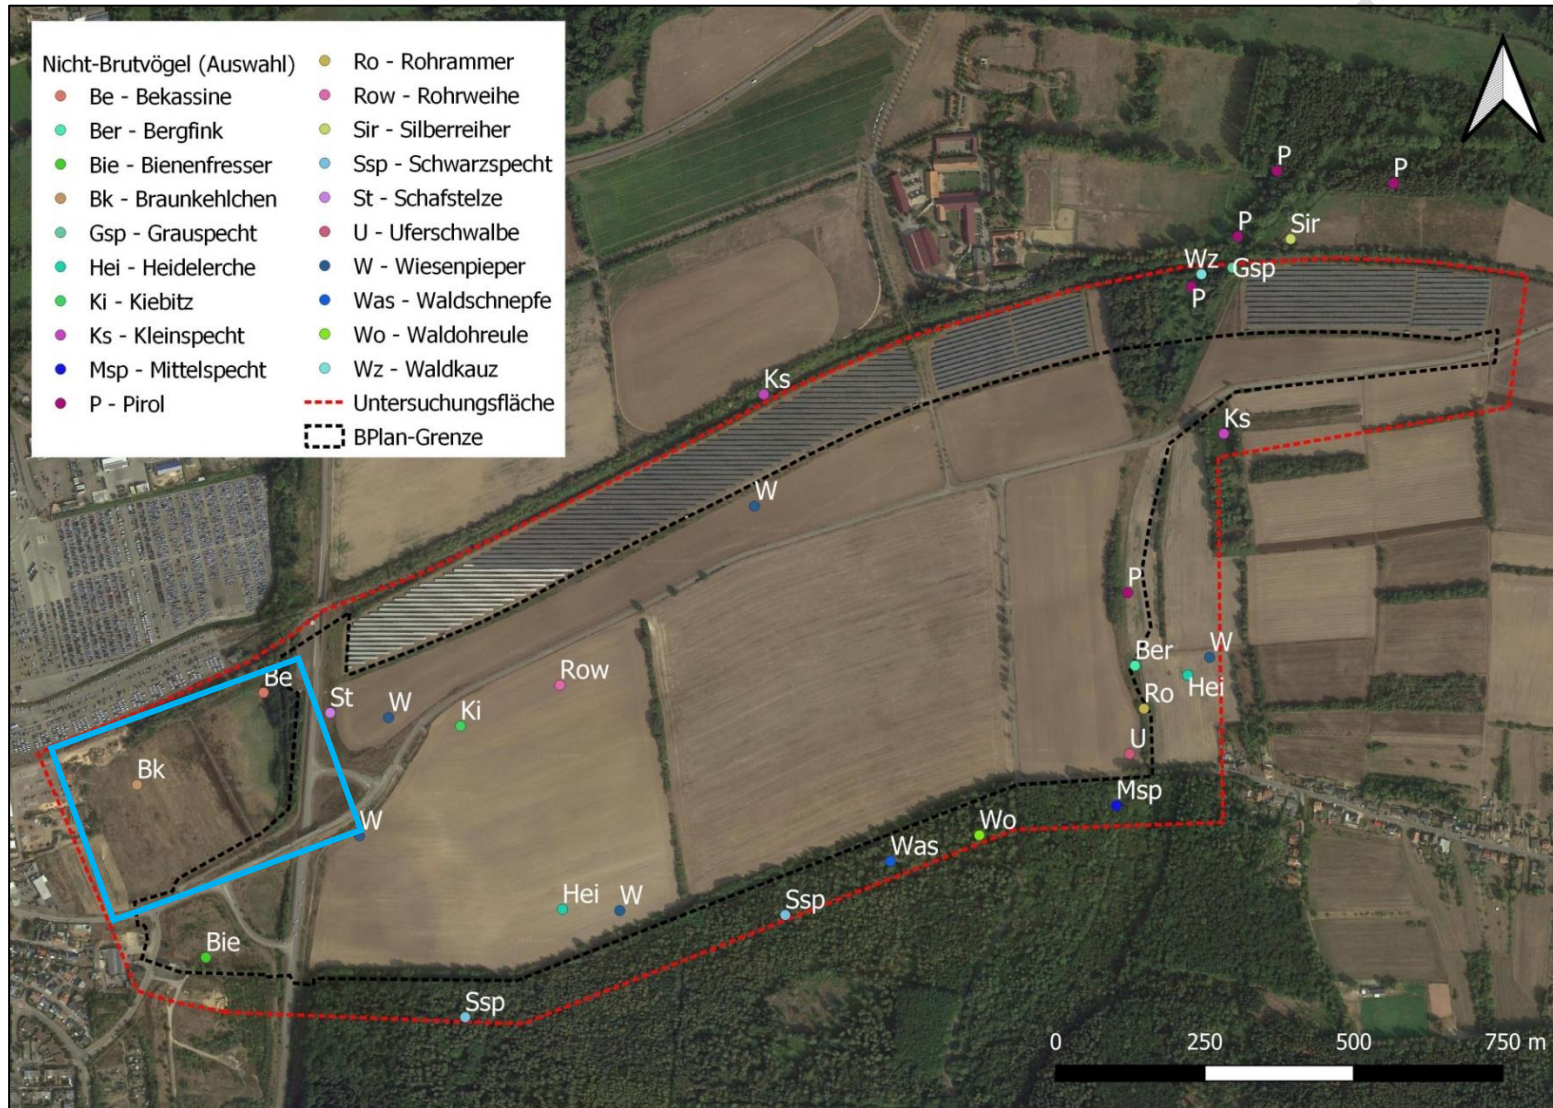 Nicht-Brutvögel (Auswahl)
Be - Bekassine
Ber - Bergfink
Bie - Bienenfresser
Bk - Braunkehlchen
Gsp - Grauspecht
Hei - Heidelerche
Ki - Kiebitz
Ks - Kleinspecht
Msp - Mittelspecht
P - Pirol
Ro - Rohrammer
Row - Rohrweihe
Sir - Silberreiher
Ssp - Schwarzspecht
St - Schafstelze
U - Uferschwalbe
W - Wiesenpieper
Was - Waldschnepfe
Wo - Waldohreule
Wz - Waldkauz
Untersuchungsfläche
BPlan-Grenze
P
P
P
Sir
Wz
Gsp
P
Ks
Ks
W
P
Ber
W
Hei
Row
Be
St
W
Ki
Ro
U
Bk
Msp
W
Wo
Was
Hei
W
Ssp
Bie
Ssp
0 250 500 750 m